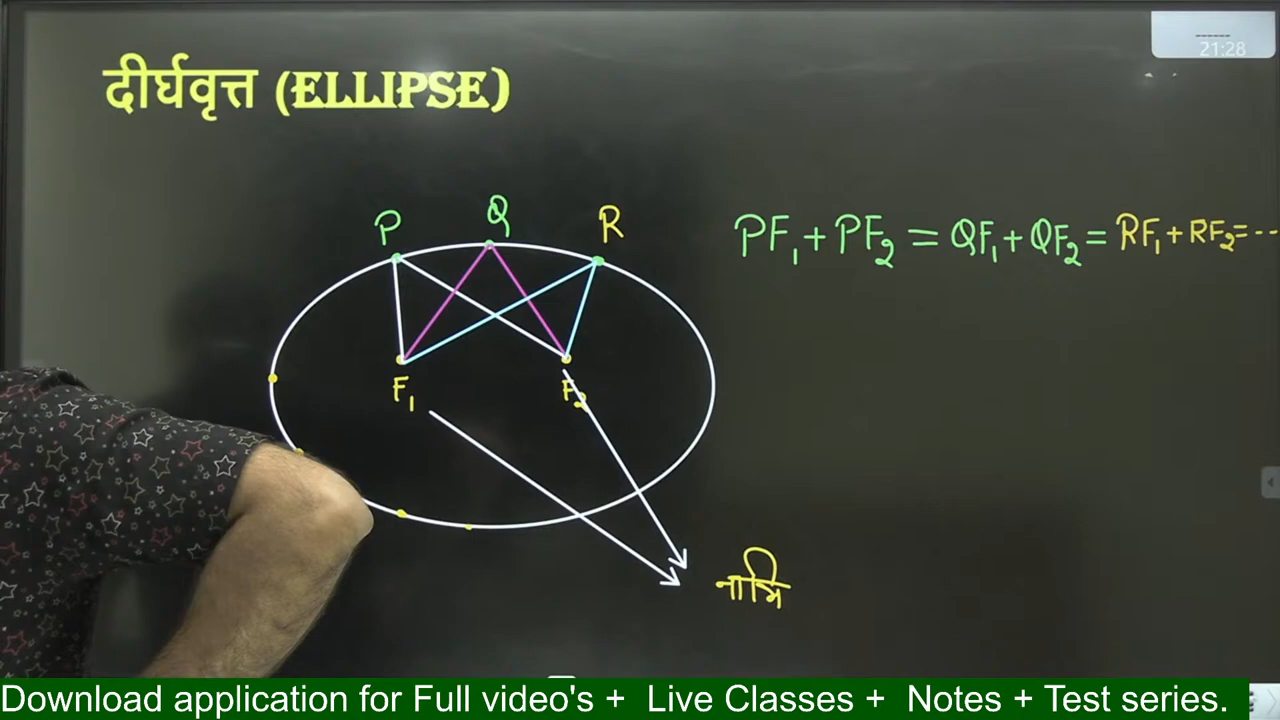 21:28
दीर्घवृत्त (ELLIPSE)
P Q R
PF₁ + PF₂ = QF₁ + QF₂ = RF₁ + RF₂ = ---
F₁ F₂
नाभि
Download application for Full video's + Live Classes + Notes + Test series.